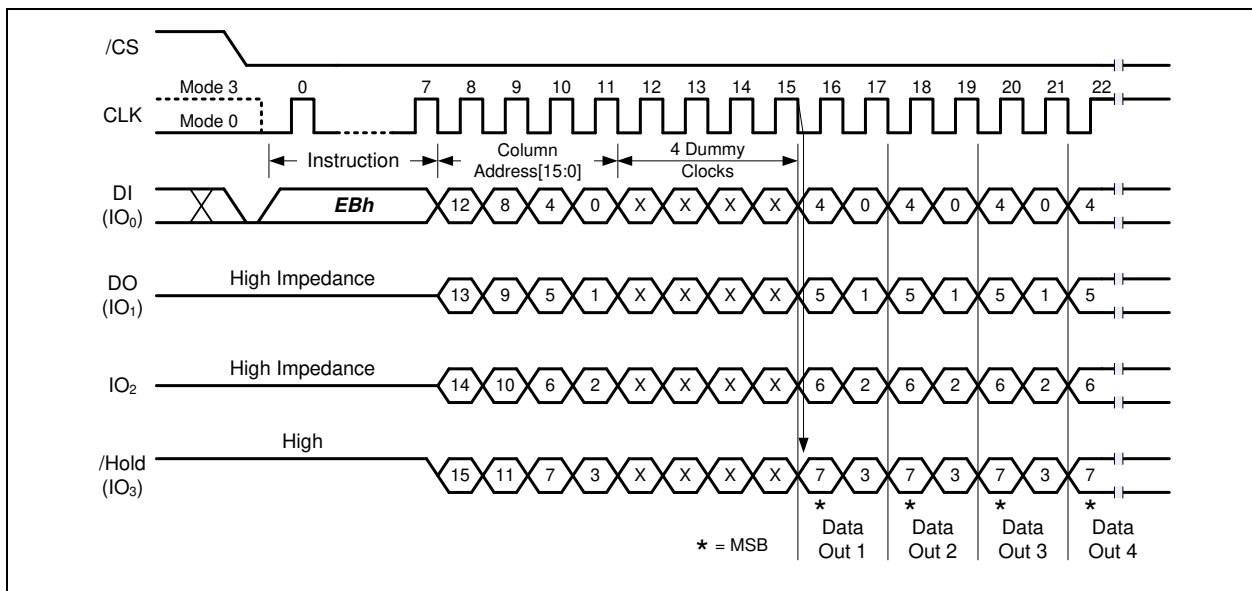 /CS
Mode 3 0 7 8 9 10 11 12 13 14 15 16 17 18 19 20 21 22
CLK
Mode 0
Instruction Column Address[15:0] 4 Dummy Clocks
DI (IO0) EBh 12 8 4 0 X X X X 4 0 4 0 4 0 4
High Impedance
DO (IO1) 13 9 5 1 X X X X 5 1 5 1 5 1 5
High Impedance
IO2 14 10 6 2 X X X X 6 2 6 2 6 2 6
High
/Hold (IO3) 15 11 7 3 X X X X 7 3 7 3 7 3 7
* * * *
* = MSB
Data Out 1 Data Out 2 Data Out 3 Data Out 4